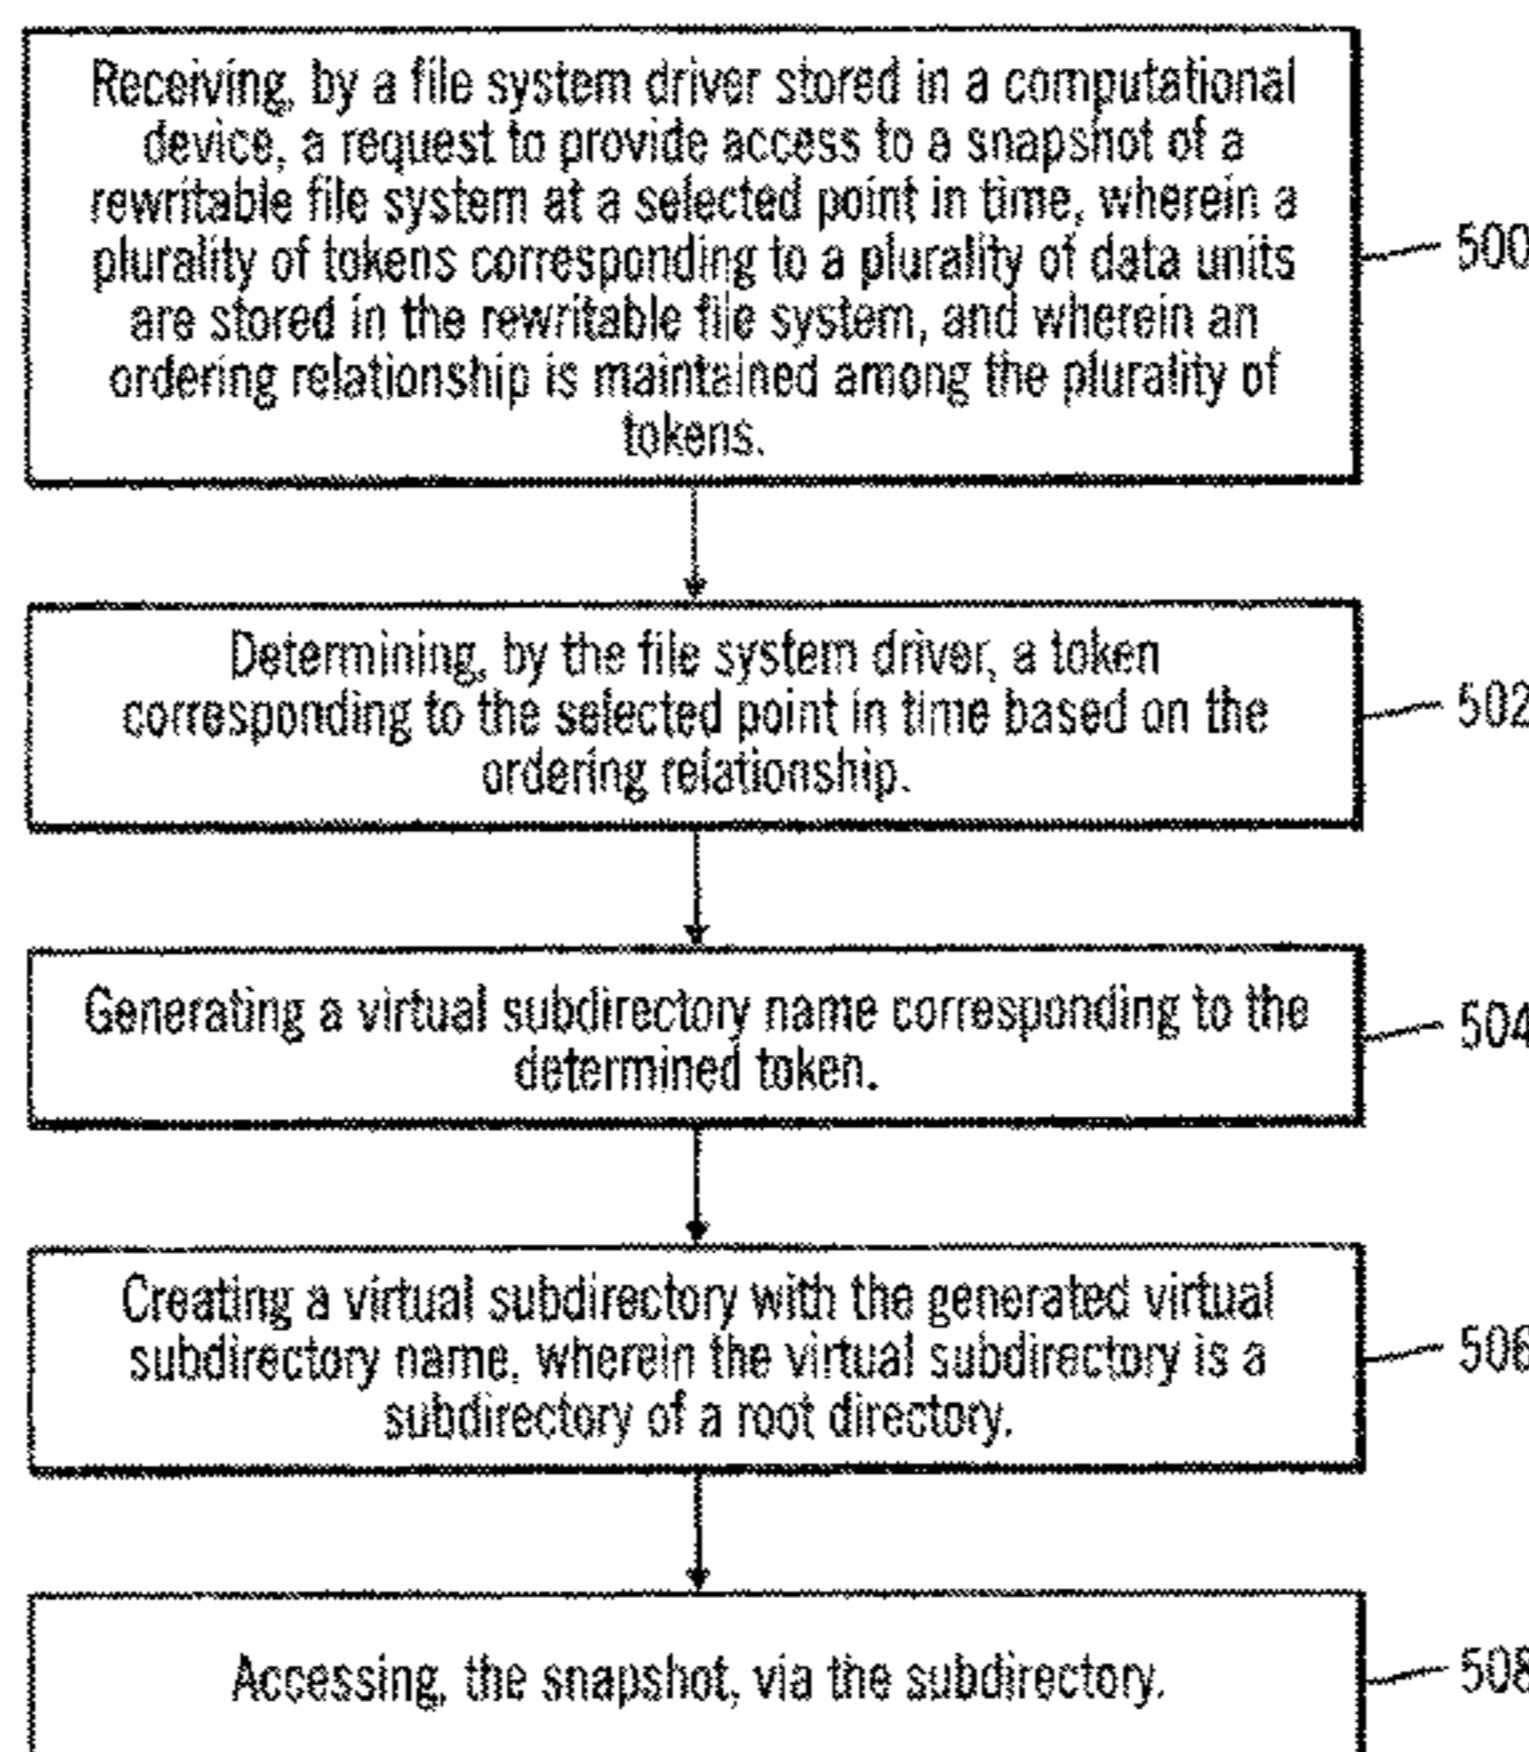 Receiving, by a file system driver stored in a computational
device, a request to provide access to a snapshot of a
rewritable file system at a selected point in time, wherein a
plurality of tokens corresponding to a plurality of data units
are stored in the rewritable file system, and wherein an
ordering relationship is maintained among the plurality of
tokens.
500
Determining, by the file system driver, a token
corresponding to the selected point in time based on the
ordering relationship.
502
Generating a virtual subdirectory name corresponding to the
determined token.
504
Creating a virtual subdirectory with the generated virtual
subdirectory name, wherein the virtual subdirectory is a
subdirectory of a root directory.
506
Accessing, the snapshot, via the subdirectory.
508